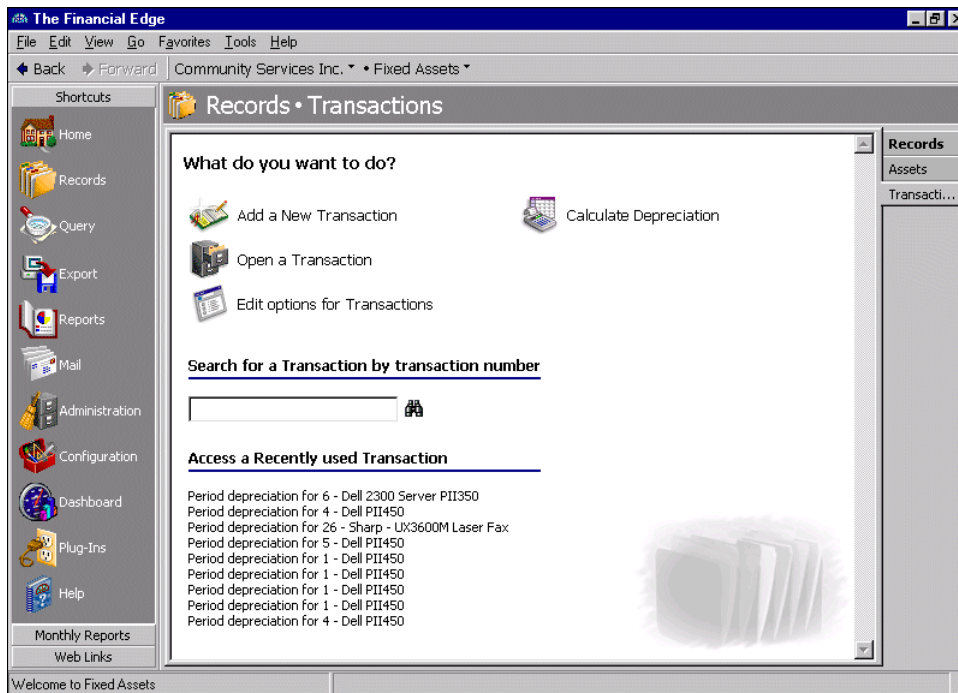 The Financial Edge
File Edit View Go Favorites Tools Help
Back Forward Community Services Inc. • Fixed Assets
Shortcuts
Home
Records
Query
Export
Reports
Mail
Administration
Configuration
Dashboard
Plug-Ins
Help
Monthly Reports
Web Links
Records • Transactions
What do you want to do?
Add a New Transaction
Calculate Depreciation
Open a Transaction
Edit options for Transactions
Search for a Transaction by transaction number
Access a Recently used Transaction
Period depreciation for 6 - Dell 2300 Server PII350
Period depreciation for 4 - Dell PII450
Period depreciation for 26 - Sharp - UX3600M Laser Fax
Period depreciation for 5 - Dell PII450
Period depreciation for 1 - Dell PII450
Period depreciation for 1 - Dell PII450
Period depreciation for 1 - Dell PII450
Period depreciation for 1 - Dell PII450
Period depreciation for 4 - Dell PII450
Records
Assets
Transacti...
Welcome to Fixed Assets